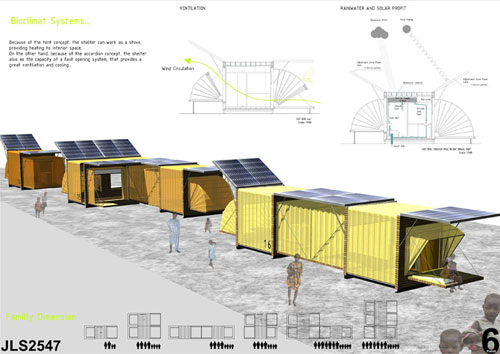 Bioclimat Systems...
Because of the tent concept, the shelter can work as a stove,
providing heating to interior space.
On the other hand, because of the accordion concept, the shelter
also as the capacity of a fast opening system, that provides a
great ventilation and cooling...
VENTILATION
Wind Circulation
RAINWATER AND SOLAR PROFIT
16
Family Dimension
JLS2547
6